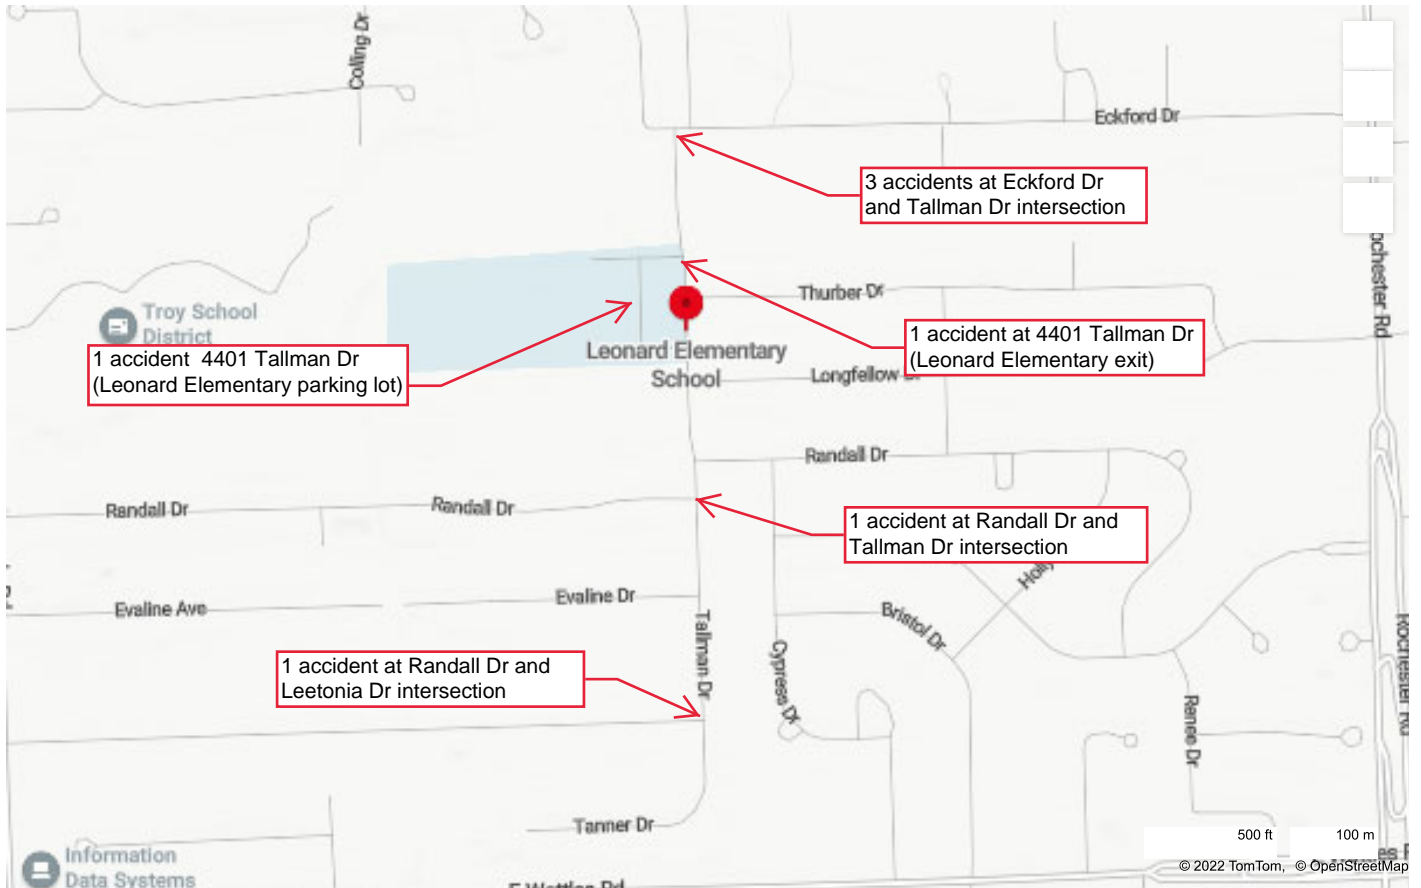 Colling Dr
Eckford Dr
3 accidents at Eckford Dr
and Tallman Dr intersection
Thurber Dr
Troy School
District
1 accident 4401 Tallman Dr
(Leonard Elementary parking lot)
Leonard Elementary
School
1 accident at 4401 Tallman Dr
(Leonard Elementary exit)
Longfellow
Randall Dr
Randall Dr
Randall Dr
1 accident at Randall Dr and
Tallman Dr intersection
Evaline Ave
Evaline Dr
Holly
Bristol Dr
Tallman Dr
Cypress Dr
1 accident at Randall Dr and
Leetonia Dr intersection
Renee Dr
Rochester Rd
Tanner Dr
Information
Data Systems
500 ft
100 m
© 2022 TomTom, © OpenStreetMap